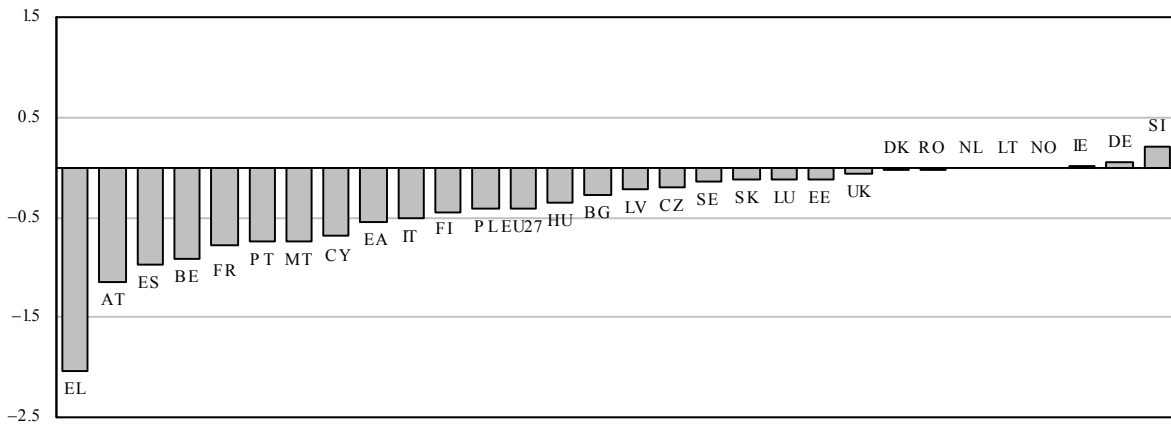 1.5
0.5
DK RO NL LT NO IE DE SI
−0.5
EL AT ES BE FR PT MT CY EA IT FI PL EU27 HU BG LV CZ SE SK LU EE UK
−1.5
−2.5